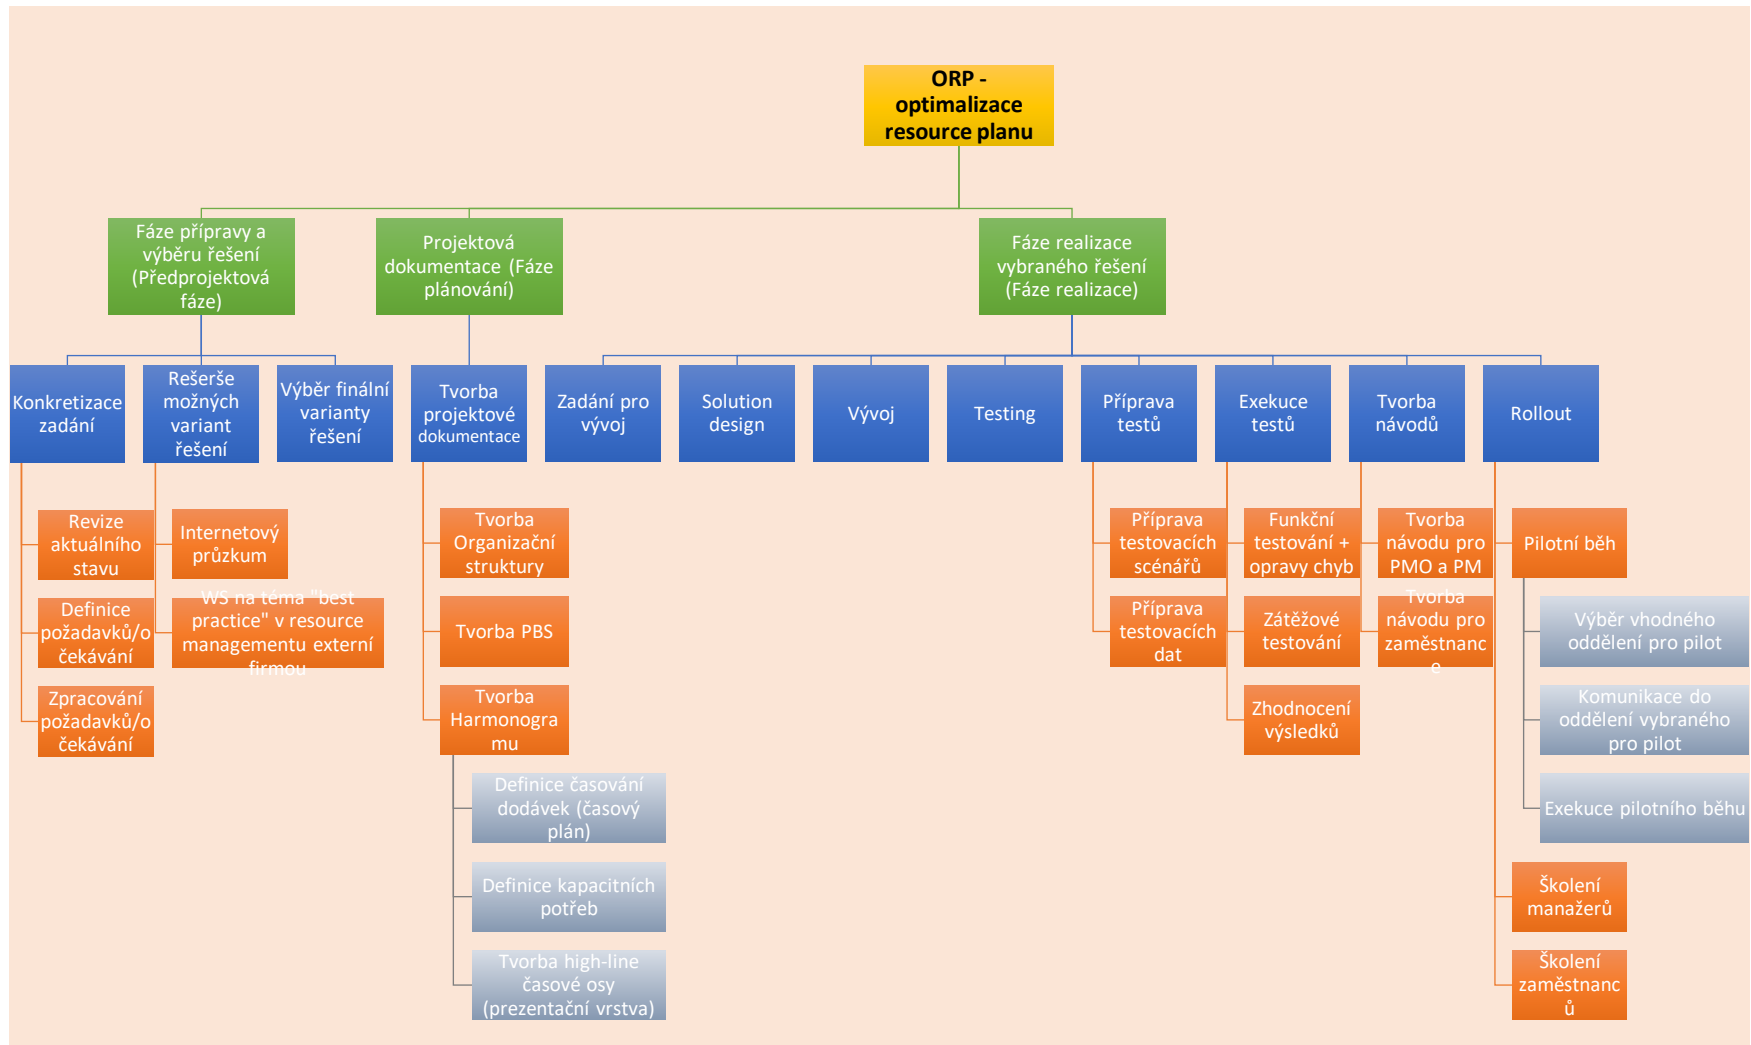 ORP -
optimalizace
resource planu
Fáze přípravy a
výběru řešení
(Předprojektová
fáze)
Projektová
dokumentace (Fáze
plánování)
Fáze realizace
vybraného řešení
(Fáze realizace)
Konkretizace
zadání
Rešerše
možných
variant
řešení
Výběr finální
varianty
řešení
Tvorba
projektové
dokumentace
Zadání pro
vývoj
Solution
design
Vývoj
Testing
Příprava
testů
Exekuce
testů
Tvorba
návodů
Rollout
Revize
aktuálního
stavu
Definice
požadavků/o
čekávání
Zpracování
požadavků/o
čekávání
Internetový
průzkum
WS na téma "best
practice" v resource
managementu externí
firmou
Tvorba
Organizační
struktury
Tvorba PBS
Tvorba
Harmonogra
mu
Definice časování
dodávek (časový
plán)
Definice kapacitních
potřeb
Tvorba high-line
časové osy
(prezentační vrstva)
Příprava
testovacích
scénářů
Příprava
testovacích
dat
Funkční
testování +
opravy chyb
Zátěžové
testování
Zhodnocení
výsledků
Tvorba
návodu pro
PMO a PM
Tvorba
návodu pro
zaměstnanc
e
Pilotní běh
Výběr vhodného
oddělení pro pilot
Komunikace do
oddělení vybraného
pro pilot
Exekuce pilotního běhu
Školení
manažerů
Školení
zaměstnanc
ů